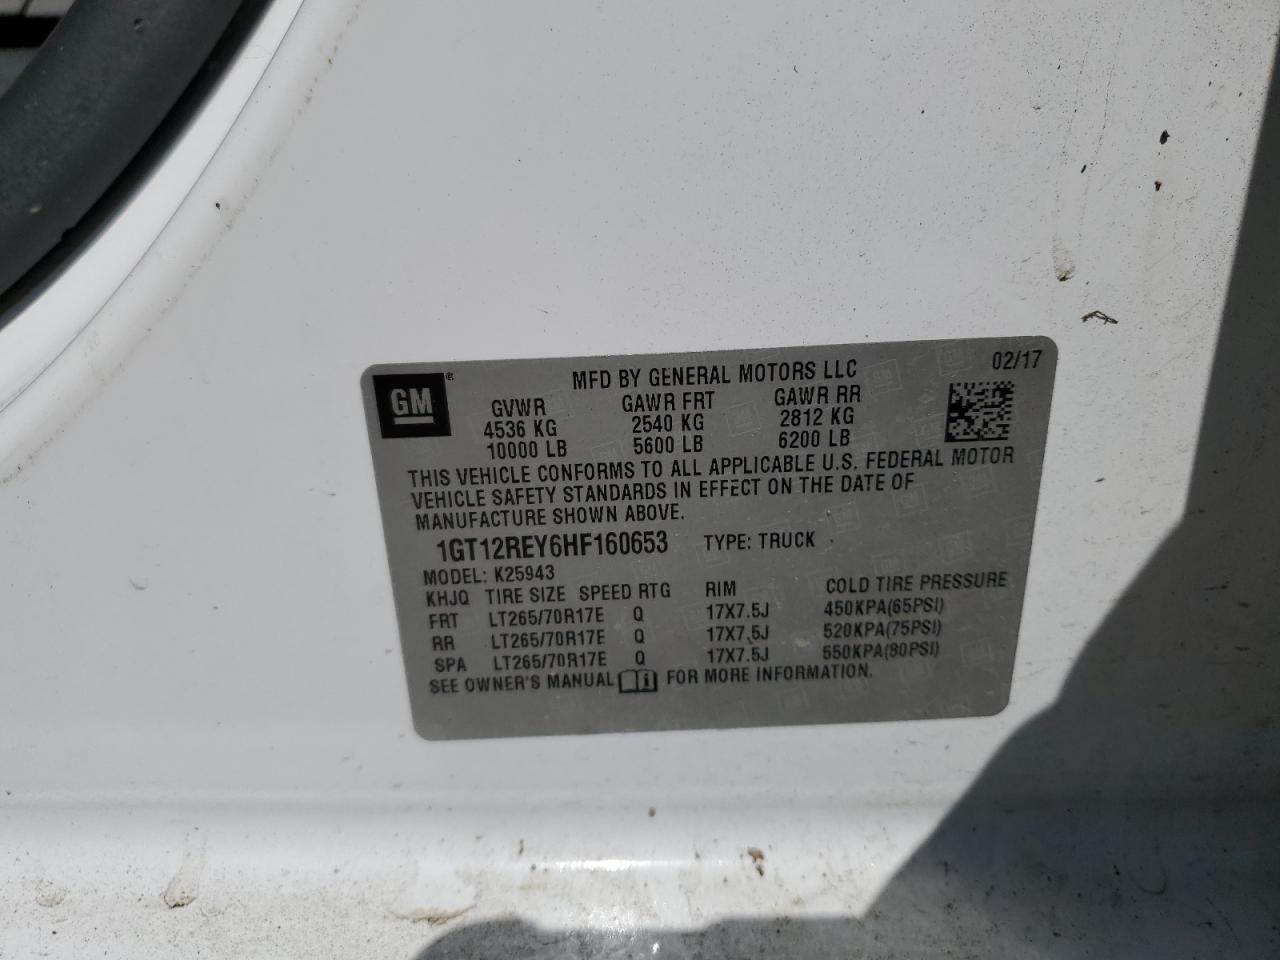 GM ®
MFD BY GENERAL MOTORS LLC 02/17
GVWR GAWR FRT GAWR RR
4536 KG 2540 KG 2812 KG
10000 LB 5600 LB 6200 LB
THIS VEHICLE CONFORMS TO ALL APPLICABLE U.S. FEDERAL MOTOR
VEHICLE SAFETY STANDARDS IN EFFECT ON THE DATE OF
MANUFACTURE SHOWN ABOVE.
1GT12REY6HF160653 TYPE: TRUCK
MODEL: K25943
KHJQ TIRE SIZE SPEED RTG RIM COLD TIRE PRESSURE
FRT LT265/70R17E Q 17X7.5J 450KPA(65PSI)
RR LT265/70R17E Q 17X7.5J 520KPA(75PSI)
SPA LT265/70R17E Q 17X7.5J 550KPA(80PSI)
SEE OWNER'S MANUAL i FOR MORE INFORMATION.